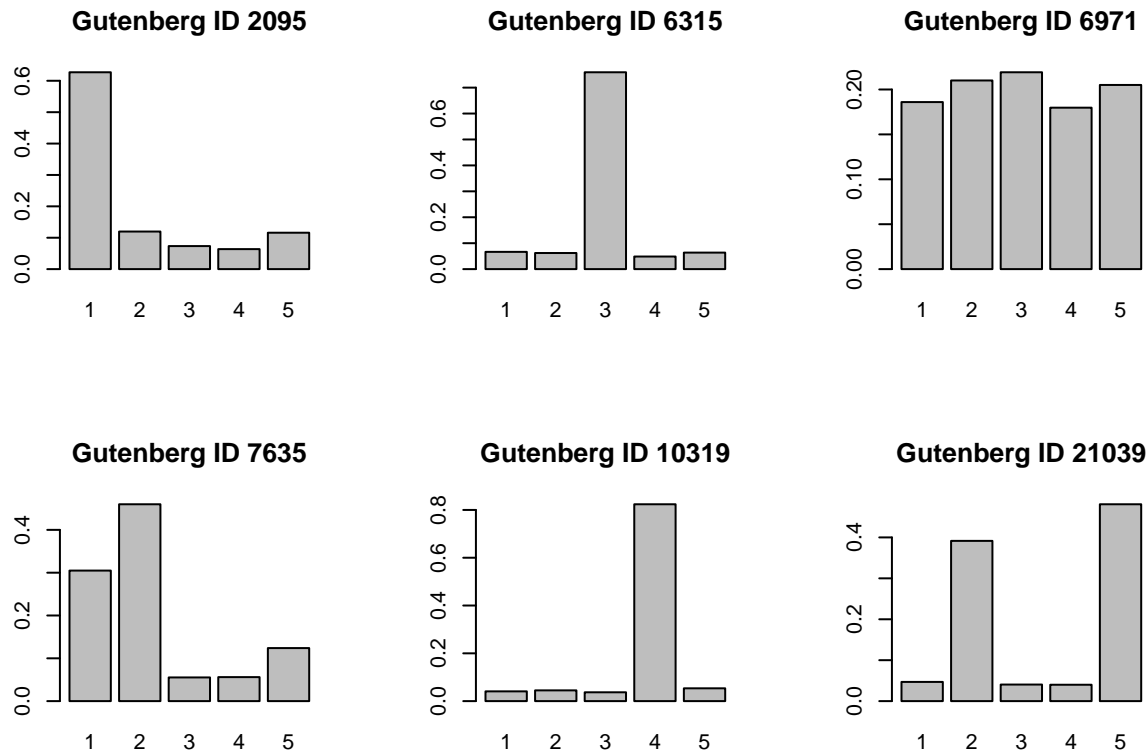 Gutenberg ID 2095
0.0 0.2 0.4 0.6
1 2 3 4 5
Gutenberg ID 6315
0.0 0.2 0.4 0.6
1 2 3 4 5
Gutenberg ID 6971
0.00 0.10 0.20
1 2 3 4 5
Gutenberg ID 7635
0.0 0.2 0.4
1 2 3 4 5
Gutenberg ID 10319
0.0 0.2 0.4 0.6 0.8
1 2 3 4 5
Gutenberg ID 21039
0.0 0.2 0.4
1 2 3 4 5